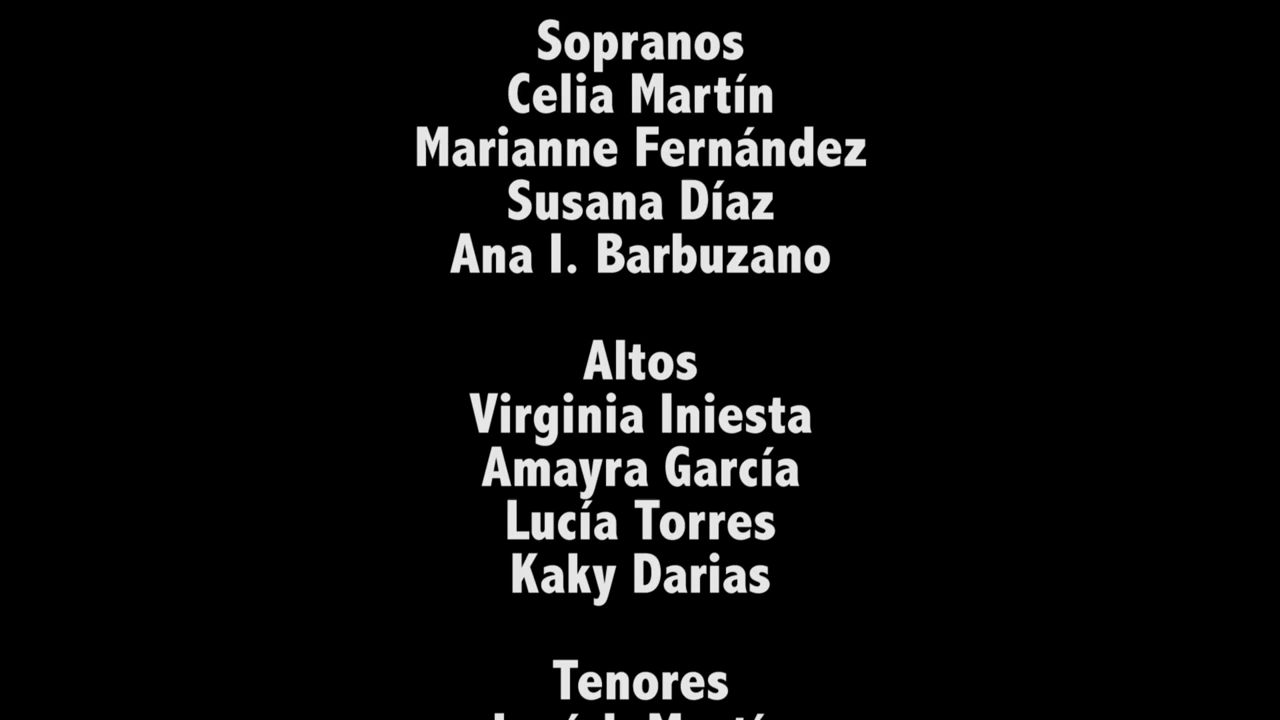 Sopranos
Celia Martín
Marianne Fernández
Susana Díaz
Ana I. Barbuzano
Altos
Virginia Iniesta
Amayra García
Lucía Torres
Kaky Darias
Tenores